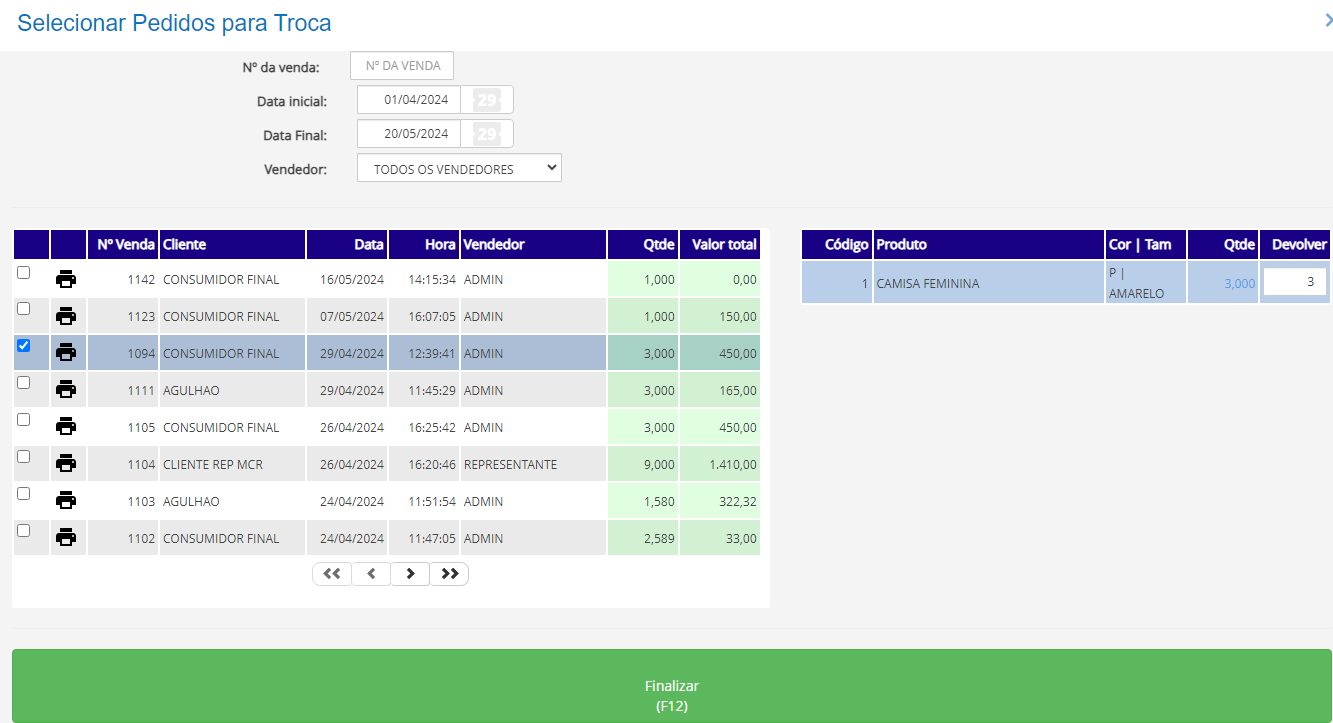 Selecionar Pedidos para Troca
Nº da venda: Nº DA VENDA
Data inicial: 01/04/2024 29
Data Final: 20/05/2024 29
Vendedor: TODOS OS VENDEDORES
Nº Venda Cliente Data Hora Vendedor Qtde Valor total
1142 CONSUMIDOR FINAL 16/05/2024 14:15:34 ADMIN 1,000 0,00
1123 CONSUMIDOR FINAL 07/05/2024 16:07:05 ADMIN 1,000 150,00
1094 CONSUMIDOR FINAL 29/04/2024 12:39:41 ADMIN 3,000 450,00
1111 AGULHAO 29/04/2024 11:45:29 ADMIN 3,000 165,00
1105 CONSUMIDOR FINAL 26/04/2024 16:25:42 ADMIN 3,000 450,00
1104 CLIENTE REP MCR 26/04/2024 16:20:46 REPRESENTANTE 9,000 1.410,00
1103 AGULHAO 24/04/2024 11:51:54 ADMIN 1,580 322,32
1102 CONSUMIDOR FINAL 24/04/2024 11:47:05 ADMIN 2,589 33,00
Código Produto Cor | Tam Qtde Devolver
1 CAMISA FEMININA P | 3,000 3
AMARELO
Finalizar
(F12)